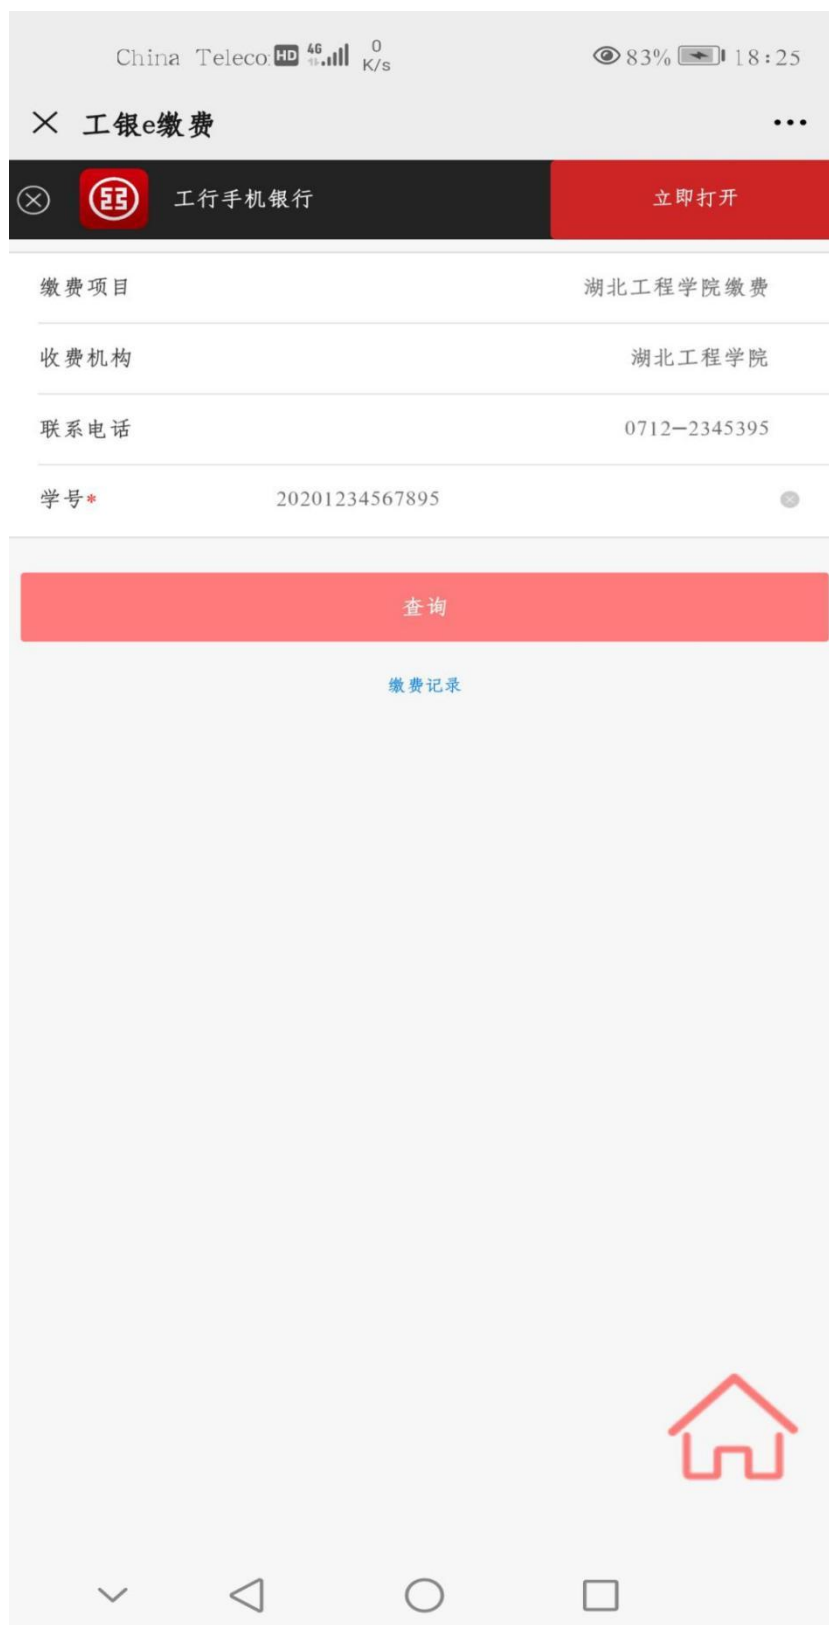 China Teleco HD 4G 0 K/s 83% 18:25
工银e缴费
工行手机银行 立即打开
缴费项目 湖北工程学院缴费
收费机构 湖北工程学院
联系电话 0712-2345395
学号* 20201234567895
查询
缴费记录